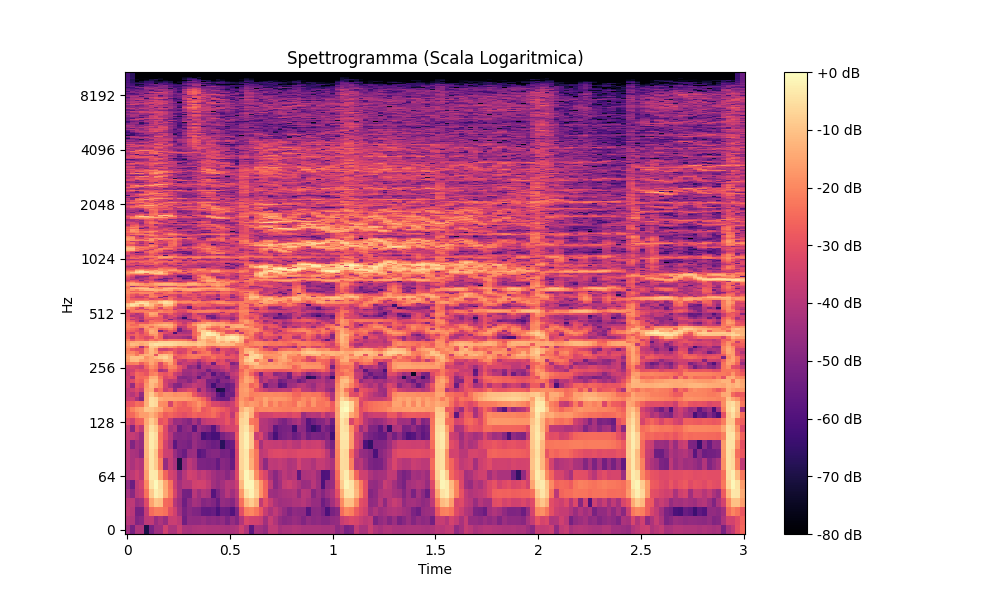 Spettrogramma (Scala Logaritmica)
Hz
8192
4096
2048
1024
512
256
128
64
0
0
0.5
1
1.5
2
2.5
3
Time
+0 dB
-10 dB
-20 dB
-30 dB
-40 dB
-50 dB
-60 dB
-70 dB
-80 dB